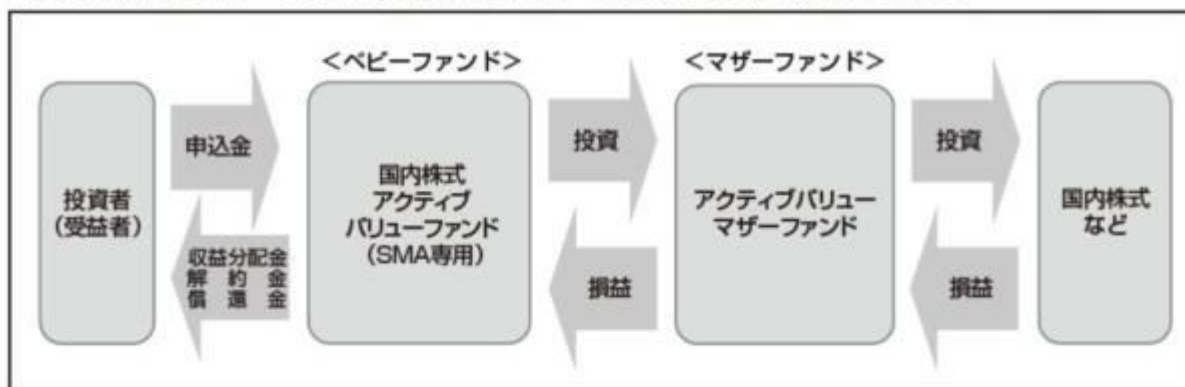 <ベビーファンド>
<マザーファンド>
投資者
(受益者)
申込金
収益分配金
解約金
償還金
国内株式
アクティブ
バリューファンド
(SMA専用)
投資
損益
アクティブバリュー
マザーファンド
投資
損益
国内株式
など